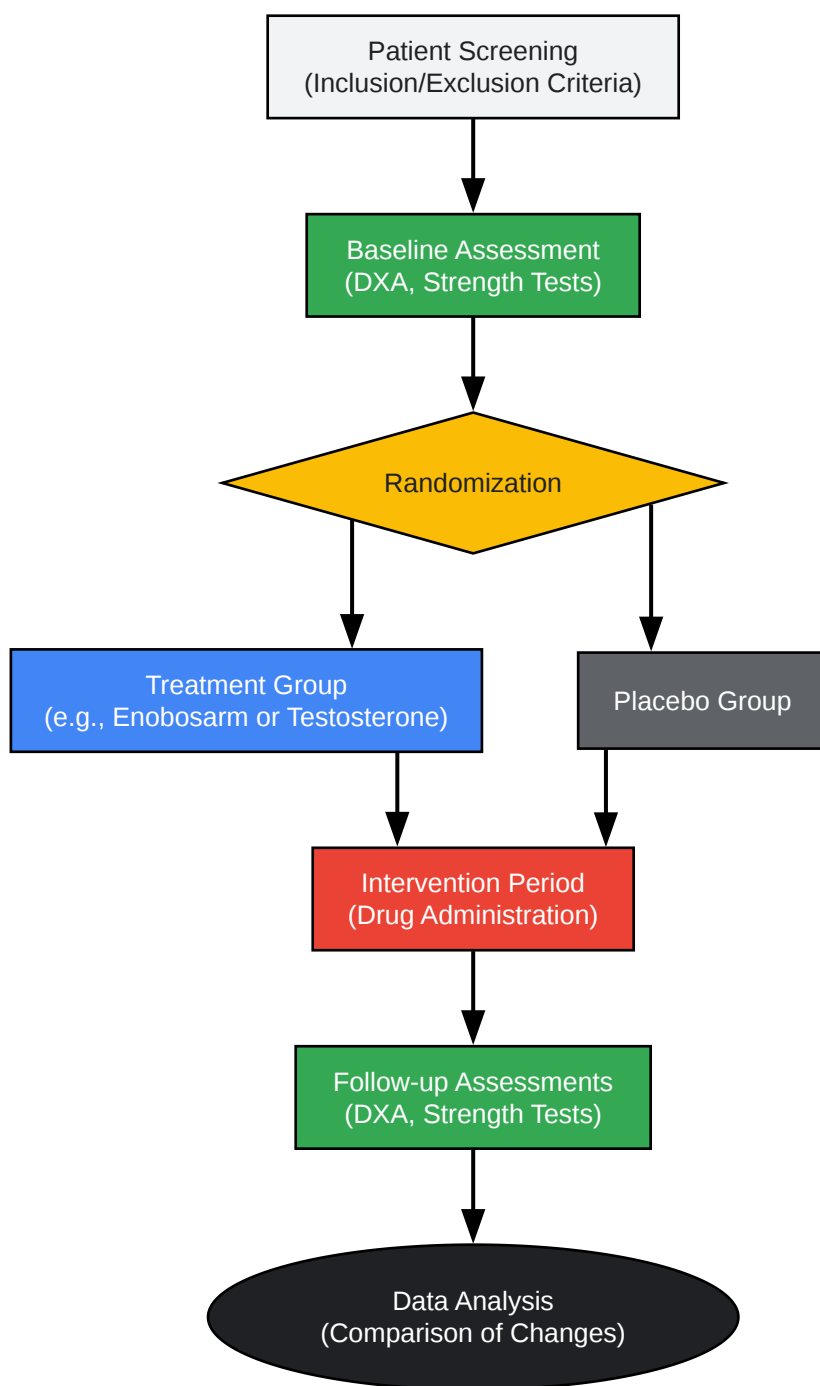 Patient Screening
(Inclusion/Exclusion Criteria)
Baseline Assessment
(DXA, Strength Tests)
Randomization
Treatment Group
(e.g., Enobosarm or Testosterone)
Placebo Group
Intervention Period
(Drug Administration)
Follow-up Assessments
(DXA, Strength Tests)
Data Analysis
(Comparison of Changes)